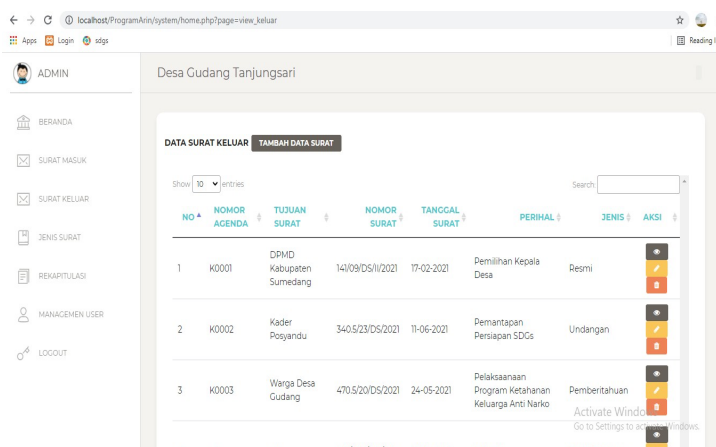 localhost/ProgramArin/system/home.php?page=view_keluar
Apps Login sdgs Reading l
ADMIN
Desa Gudang Tanjungsari
BERANDA
SURAT MASUK
SURAT KELUAR
JENIS SURAT
REKAPITULASI
MANAGEMEN USER
LOGOUT
DATA SURAT KELUAR TAMBAH DATA SURAT
Show 10 entries Search:
NO NOMOR AGENDA TUJUAN SURAT NOMOR SURAT TANGGAL SURAT PERIHAL JENIS AKSI
1 K0001 DPMD Kabupaten Sumedang 141/09/DS/II/2021 17-02-2021 Pemilihan Kepala Desa Resmi
2 K0002 Kader Posyandu 340.5/23/DS/2021 11-06-2021 Pemantapan Persiapan SDGs Undangan
3 K0003 Warga Desa Gudang 470.5/20/DS/2021 24-05-2021 Pelaksanaan Program Ketahanan Keluarga Anti Narko Pemberitahuan
Activate Windows
Go to Settings to activate Windows.